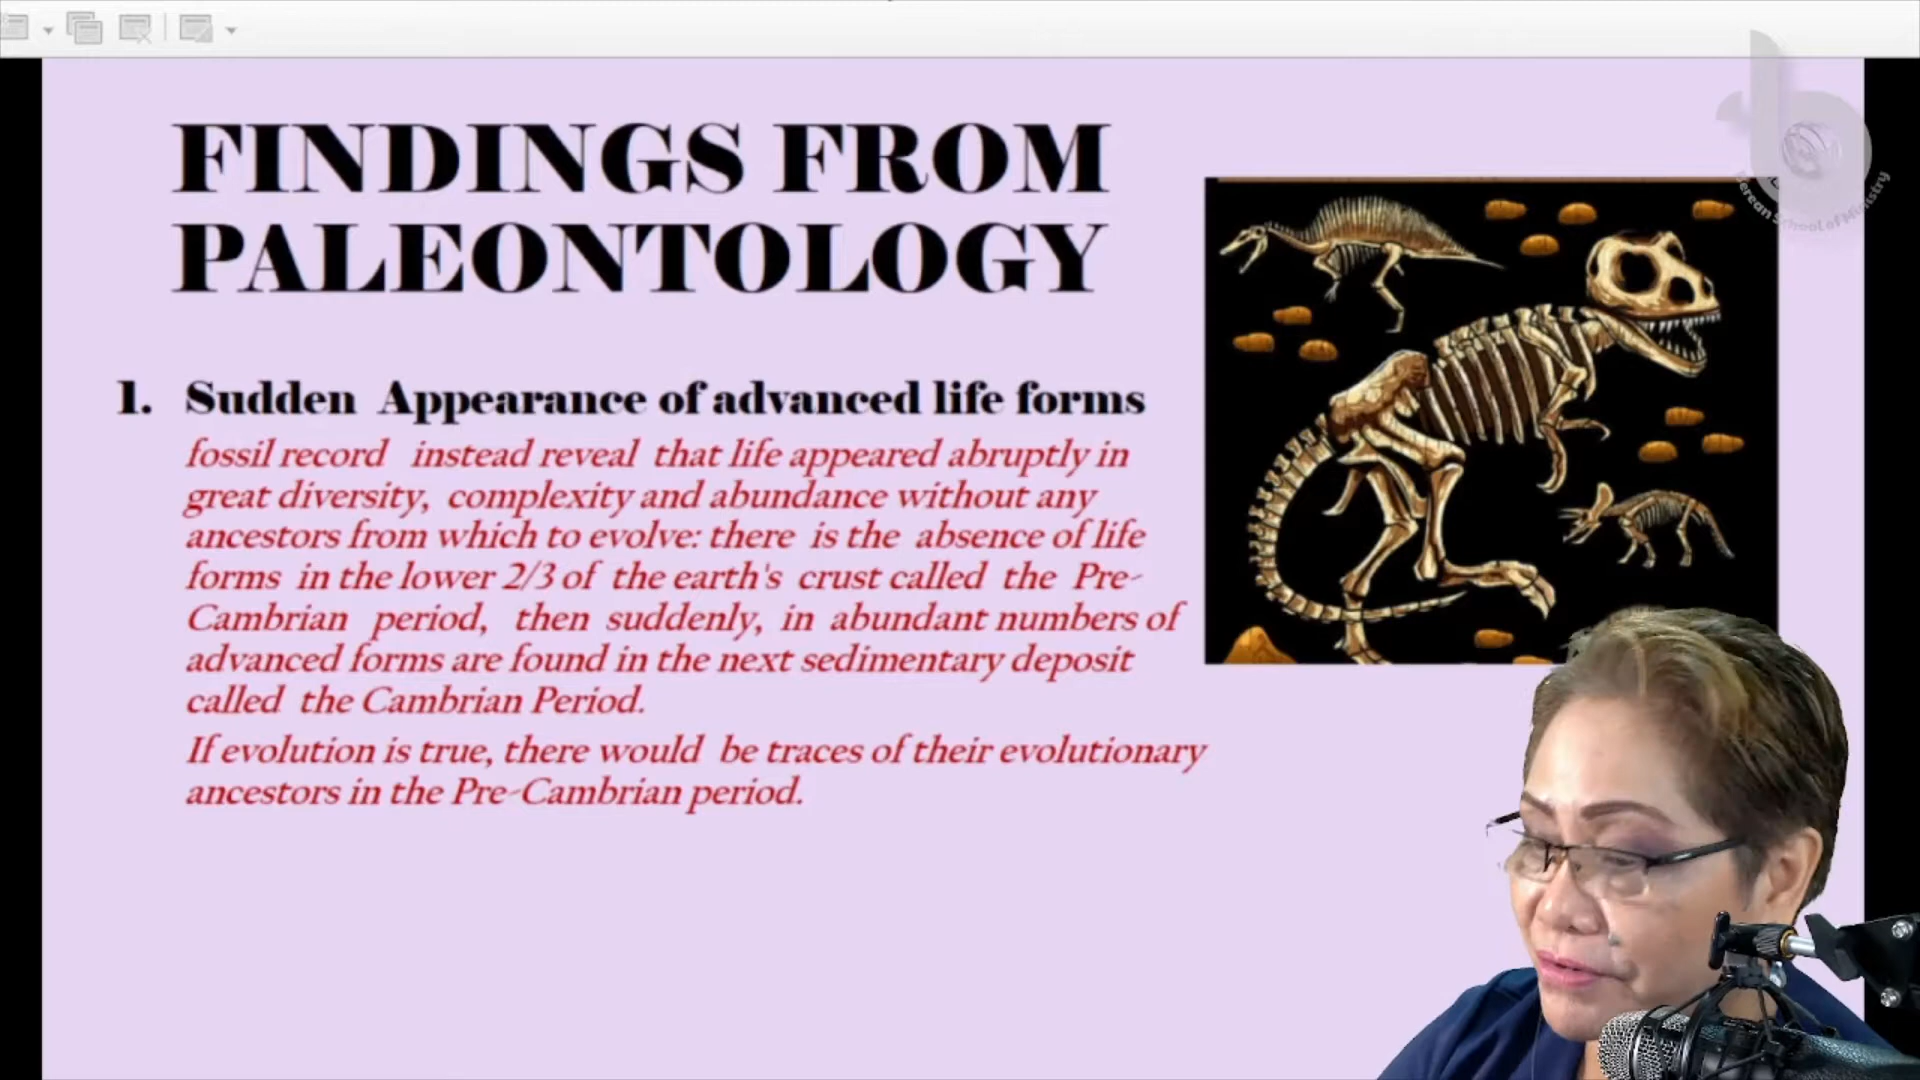 FINDINGS FROM
PALEONTOLOGY
1. Sudden Appearance of advanced life forms
fossil record instead reveal that life appeared abruptly in
great diversity, complexity and abundance without any
ancestors from which to evolve: there is the absence of life
forms in the lower 2/3 of the earth's crust called the Pre-
Cambrian period, then suddenly, in abundant numbers of
advanced forms are found in the next sedimentary deposit
called the Cambrian Period.
If evolution is true, there would be traces of their evolutionary
ancestors in the Pre-Cambrian period.
Berean School of Ministry